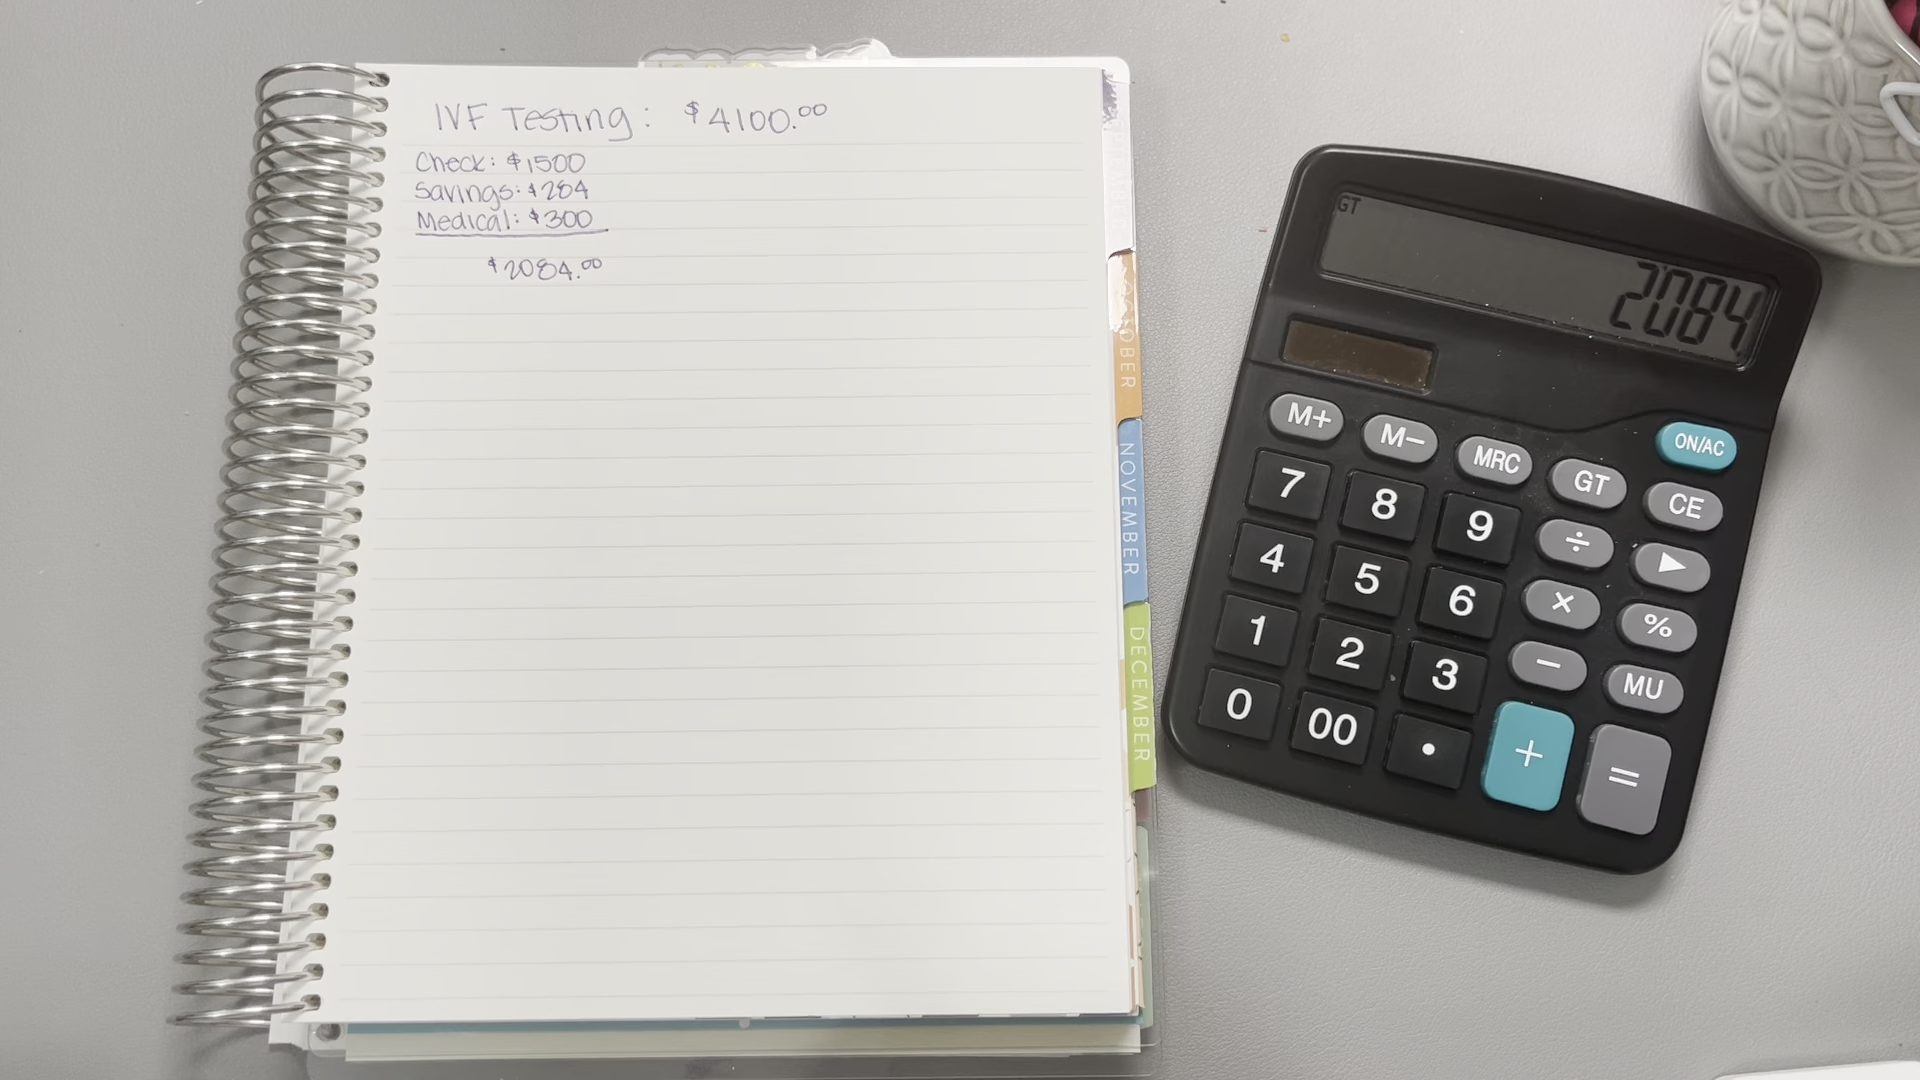 IVF Testing: $4100.00
Check: $1500
Savings: $284
Medical: $300
$2084.00
OCTOBER
NOVEMBER
DECEMBER
GT
2084
M+ M− MRC GT ON/AC
7 8 9 ÷ CE
4 5 6 × ▶
1 2 3 − %
0 00 • + = MU